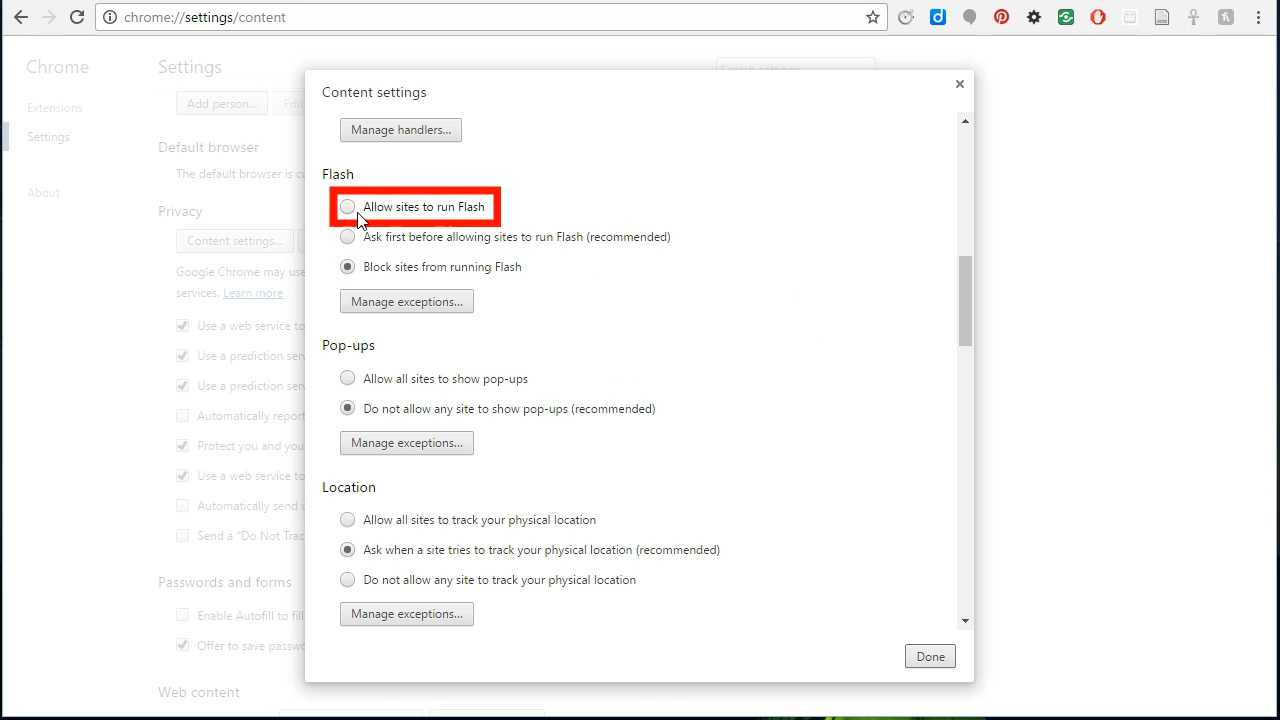 chrome://settings/content
Chrome
Settings
Search settings
Extensions
Settings
About
Add person...
Edit
Default browser
The default browser is cu
Privacy
Content settings...
Google Chrome may use
services. Learn more
Use a web service to
Use a prediction serv
Use a prediction serv
Automatically report
Protect you and you
Use a web service to
Automatically send u
Send a "Do Not Trac
Passwords and forms
Enable Autofill to fill
Offer to save passwo
Web content
Content settings
Manage handlers...
Flash
Allow sites to run Flash
Ask first before allowing sites to run Flash (recommended)
Block sites from running Flash
Manage exceptions...
Pop-ups
Allow all sites to show pop-ups
Do not allow any site to show pop-ups (recommended)
Manage exceptions...
Location
Allow all sites to track your physical location
Ask when a site tries to track your physical location (recommended)
Do not allow any site to track your physical location
Manage exceptions...
Done